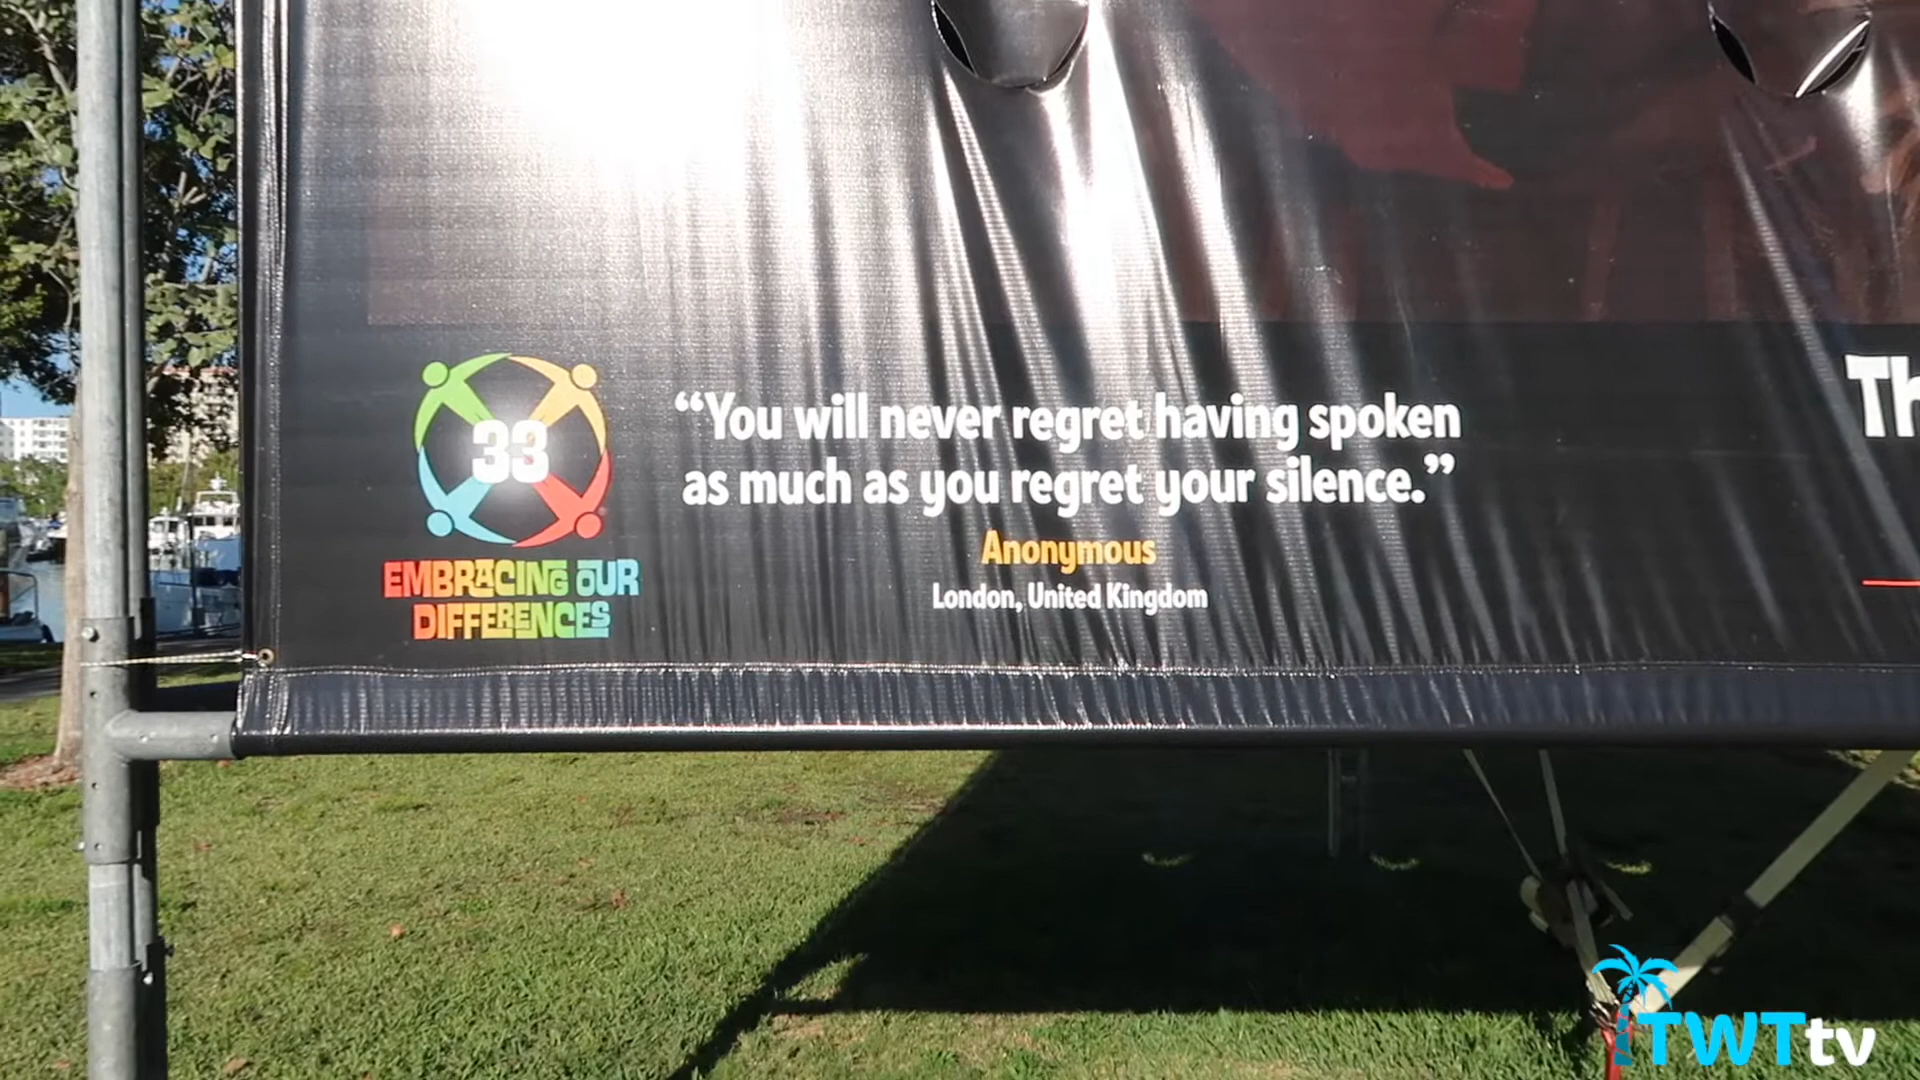 33
EMBRACING OUR
DIFFERENCES
“You will never regret having spoken
as much as you regret your silence.”
Anonymous
London, United Kingdom
TWTtv